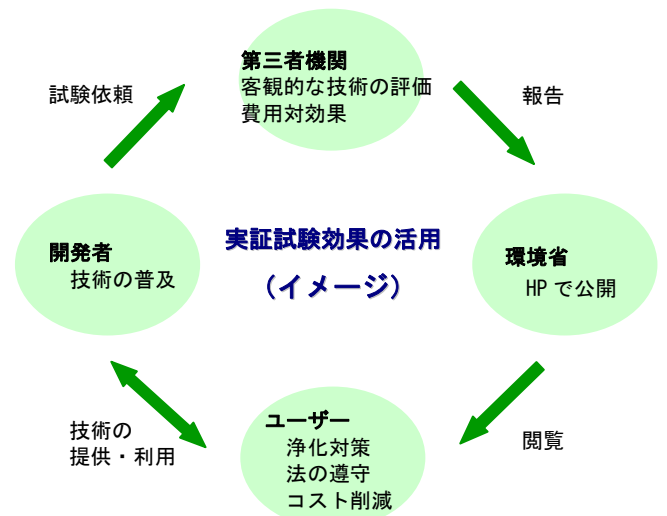 第三者機関
客観的な技術の評価
費用対効果
試験依頼
報告
実証試験効果の活用
（イメージ）
開発者
技術の普及
環境省
HPで公開
技術の
提供・利用
ユーザー
浄化対策
法の遵守
コスト削減
閲覧